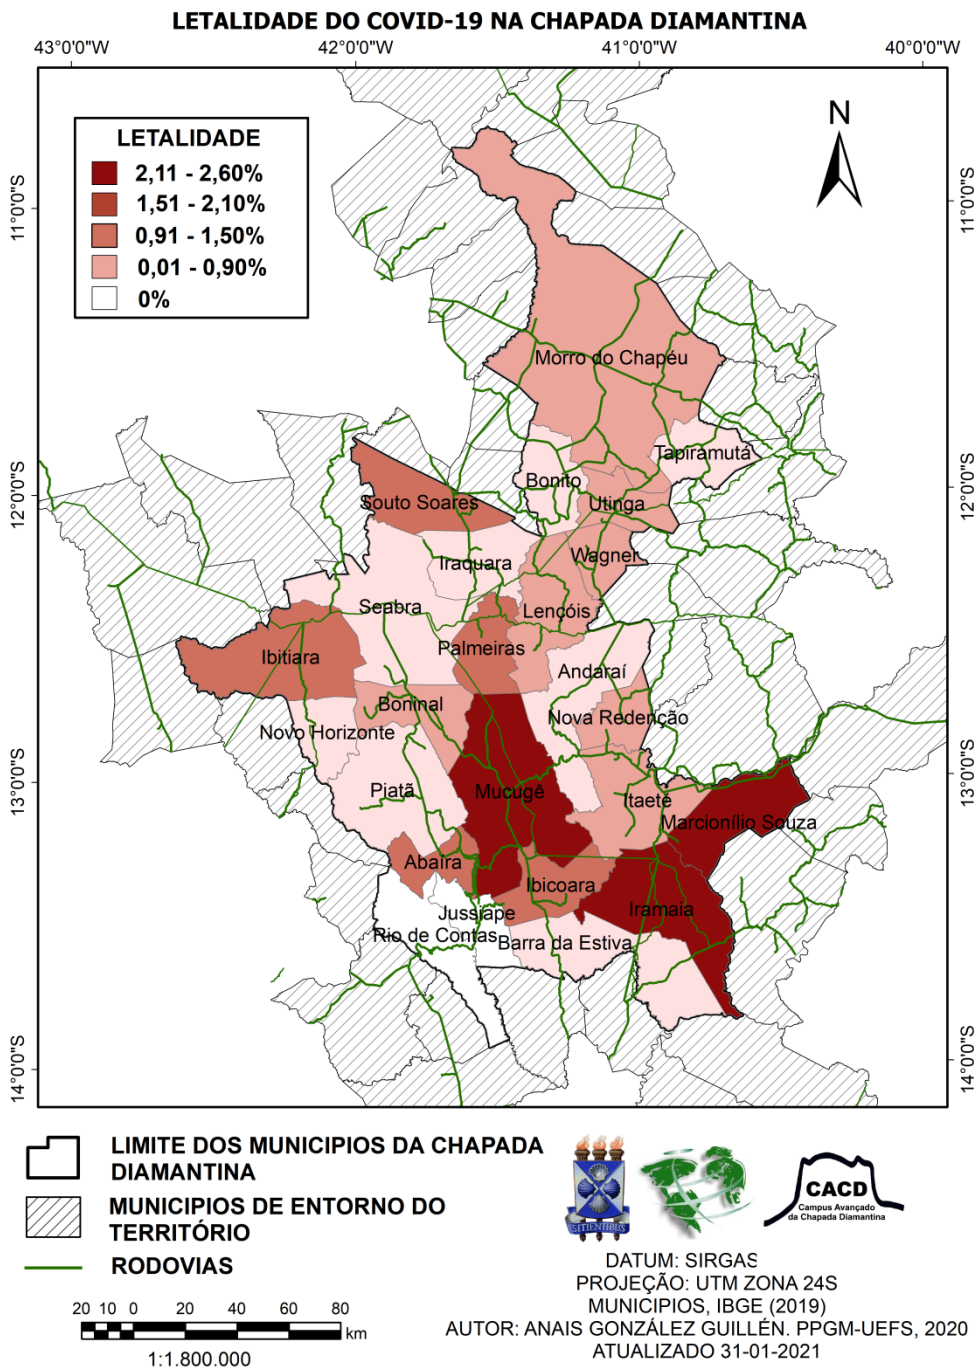 LETALIDADE DO COVID-19 NA CHAPADA DIAMANTINA
43°0'0"W 42°0'0"W 41°0'0"W 40°0'0"W
N
LETALIDADE
2,11 - 2,60%
1,51 - 2,10%
0,91 - 1,50%
0,01 - 0,90%
0%
11°0'0"S 11°0'0"S
Morro do Chapéu
Tapiramutá
Bonito
12°0'0"S 12°0'0"S
Souto Soares
Utinga
Wagner
Iraquara
Seabra
Lençóis
Palmeiras
Ibitiara
Andaraí
Boninal
Nova Redenção
Novo Horizonte
13°0'0"S 13°0'0"S
Piatã
Mucugê
Itaetê
Marcionílio Souza
Abaíra
Ibicoara
Jussiape
Iramaia
Rio de Contas
Barra da Estiva
14°0'0"S 14°0'0"S
LIMITE DOS MUNICIPIOS DA CHAPADA
DIAMANTINA
MUNICIPIOS DE ENTORNO DO
TERRITÓRIO
RODOVIAS
SITIENTIBUS
CACD
Campus Avançado
da Chapada Diamantina
20 10 0 20 40 60 80
km
1:1.800.000
DATUM: SIRGAS
PROJEÇÃO: UTM ZONA 24S
MUNICIPIOS, IBGE (2019)
AUTOR: ANAIS GONZÁLEZ GUILLÉN. PPGM-UEFS, 2020
ATUALIZADO 31-01-2021